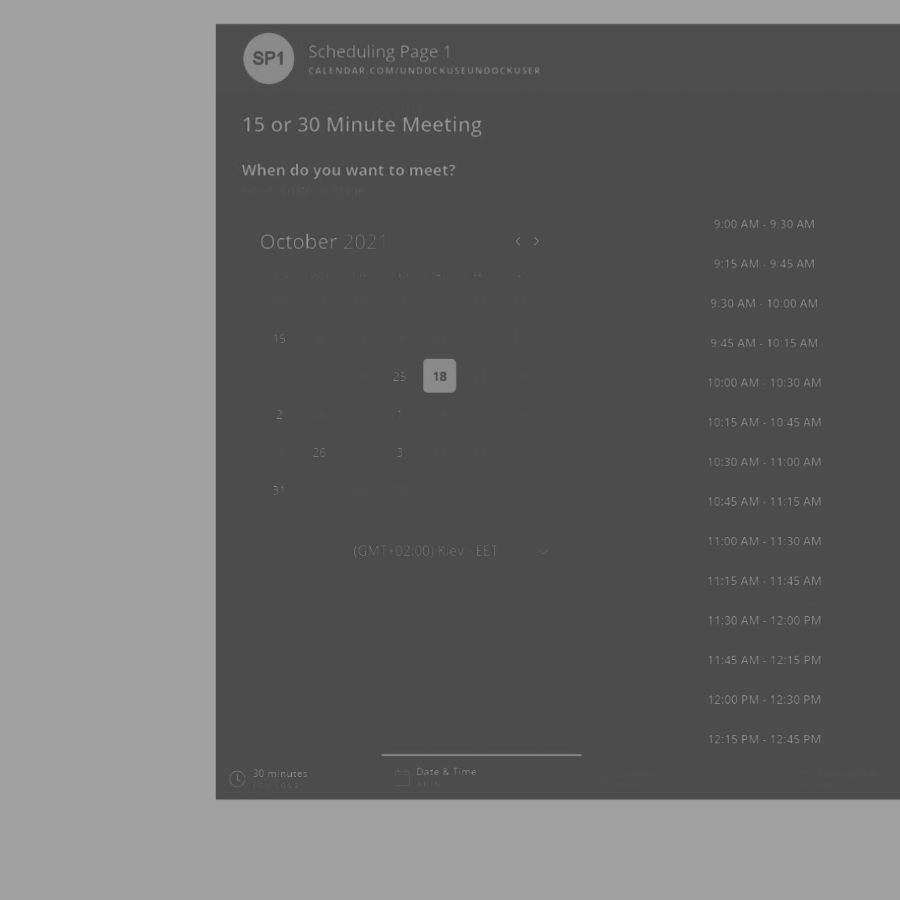 SP1
Scheduling Page 1
CALENDAR.COM/UNDOCKUSEUNDOCKUSER
15 or 30 Minute Meeting
When do you want to meet?
October 2021
15
25 18
2 1
26 3
31
(GMT+02:00) Kiev - EET
9:00 AM - 9:30 AM
9:15 AM - 9:45 AM
9:30 AM - 10:00 AM
9:45 AM - 10:15 AM
10:00 AM - 10:30 AM
10:15 AM - 10:45 AM
10:30 AM - 11:00 AM
10:45 AM - 11:15 AM
11:00 AM - 11:30 AM
11:15 AM - 11:45 AM
11:30 AM - 12:00 PM
11:45 AM - 12:15 PM
12:00 PM - 12:30 PM
12:15 PM - 12:45 PM
30 minutes
Date & Time